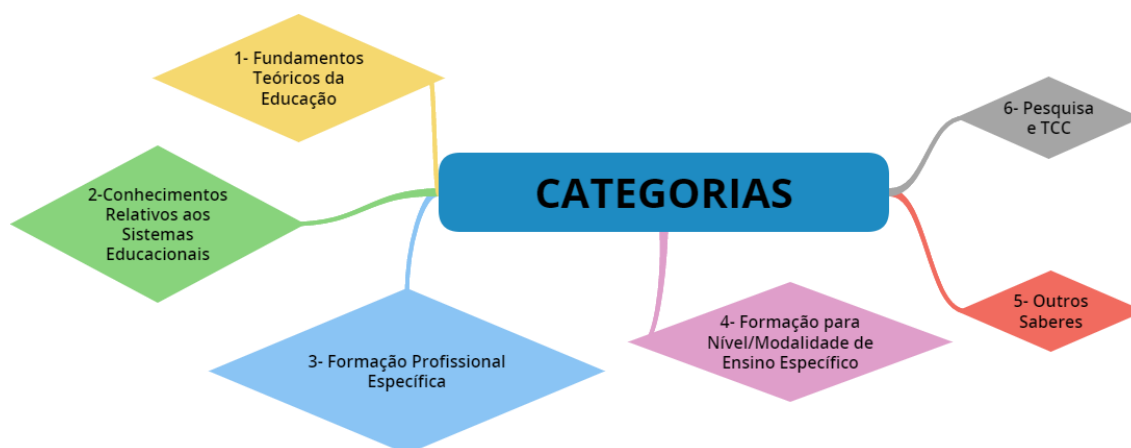 1- Fundamentos
Teóricos da
Educação
2-Conhecimentos
Relativos aos
Sistemas
Educacionais
3- Formação Profissional
Específica
CATEGORIAS
4- Formação para
Nível/Modalidade de
Ensino Específico
5- Outros
Saberes
6- Pesquisa
e TCC